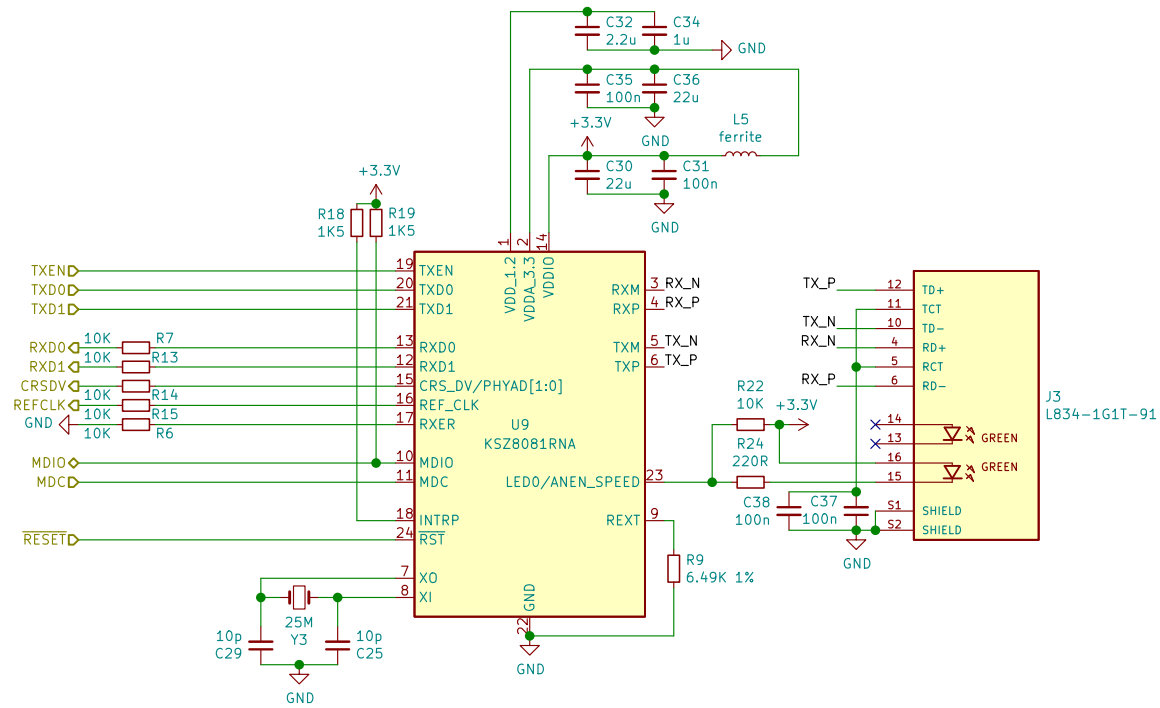 C32
2.2u
C34
1u
GND
C35
100n
C36
22u
GND
L5
ferrite
+3.3V
C30
22u
C31
100n
GND
+3.3V
R18
1K5
R19
1K5
1
2
14
VDD_1.2
VDDA_3.3
VDDIO
TXEN 19 TXEN
TXD0 20 TXD0
TXD1 21 TXD1
RXD0 10K R7 13 RXD0
RXD1 10K R13 12 RXD1
CRSDV 15 CRS_DV/PHYAD[1:0]
REFCLK 10K R14 16 REF_CLK
GND 10K R15 17 RXER
10K R6
MDIO 10 MDIO
MDC 11 MDC
18 INTRP
RESET 24 RST
7 XO
8 XI
U9
KSZ8081RNA
RXM 3 RX_N
RXP 4 RX_P
TXM 5 TX_N
TXP 6 TX_P
LED0/ANEN_SPEED 23
REXT 9
GND
22
GND
R9
6.49K 1%
25M
Y3
10p
C29
10p
C25
GND
R22
10K
+3.3V
R24
220R
C38
100n
C37
100n
GND
TX_P 12 TD+
11 TCT
TX_N 10 TD-
RX_N 4 RD+
5 RCT
RX_P 6 RD-
14
13
GREEN
16
15
GREEN
S1 SHIELD
S2 SHIELD
J3
L834-1G1T-91